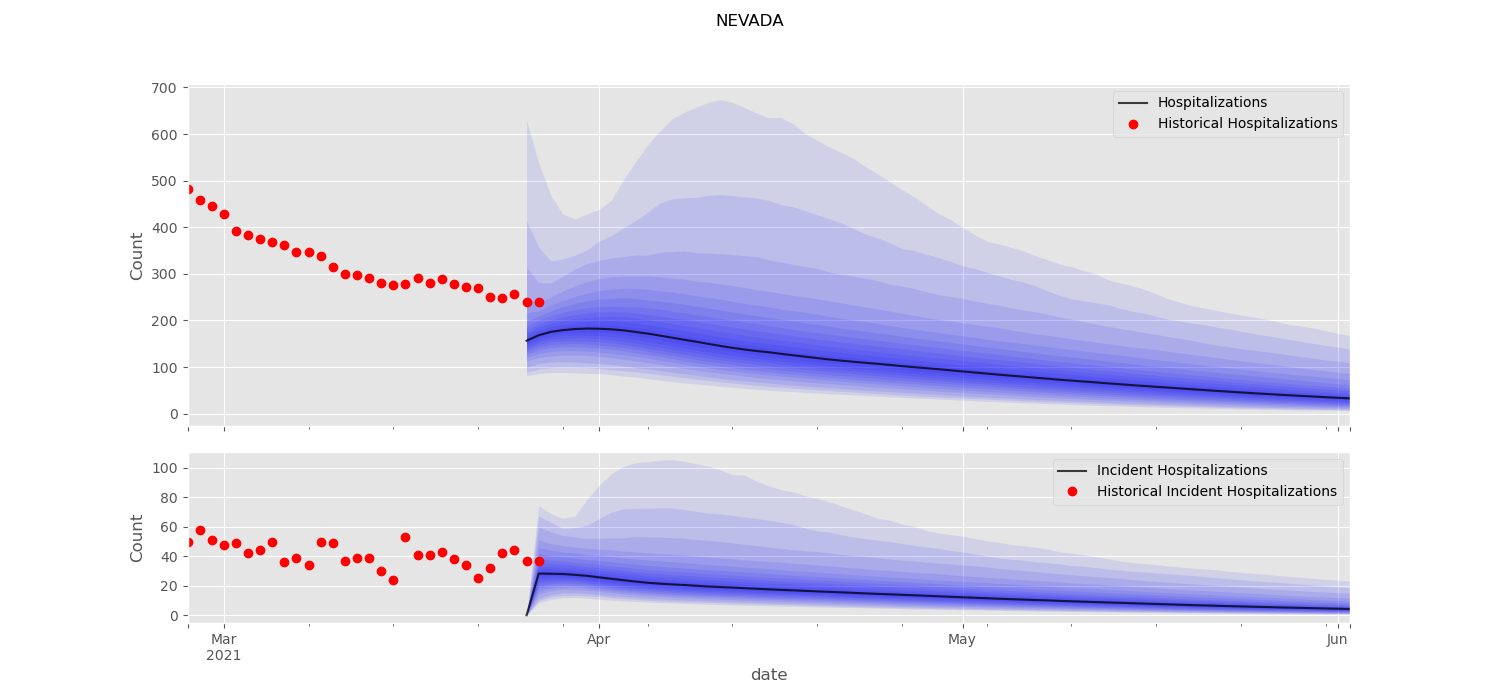 NEVADA
700
600
500
400
300
200
100
0
Count
Hospitalizations
Historical Hospitalizations
100
80
60
40
20
0
Count
Incident Hospitalizations
Historical Incident Hospitalizations
Mar
2021
Apr
May
Jun
date